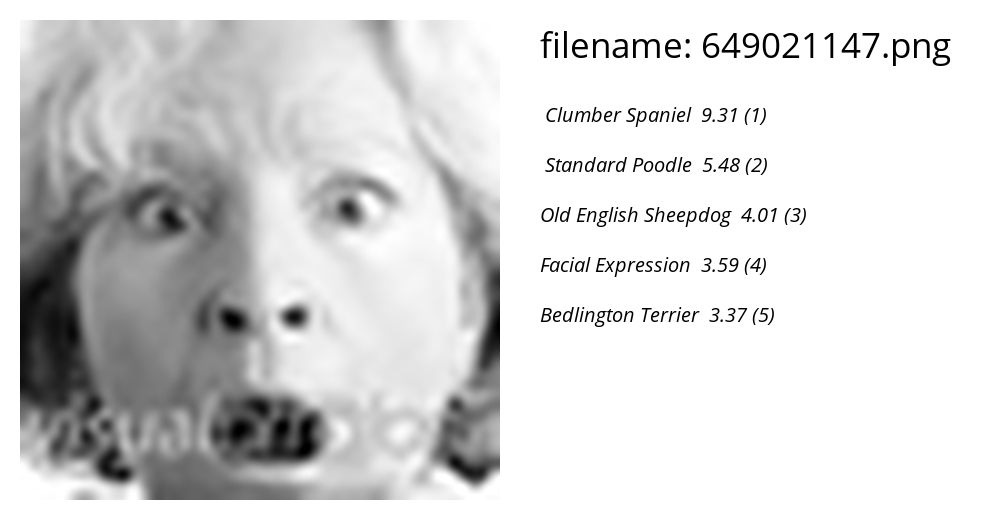 filename: 649021147.png
Clumber Spaniel 9.31 (1)
Standard Poodle 5.48 (2)
Old English Sheepdog 4.01 (3)
Facial Expression 3.59 (4)
Bedlington Terrier 3.37 (5)
visual